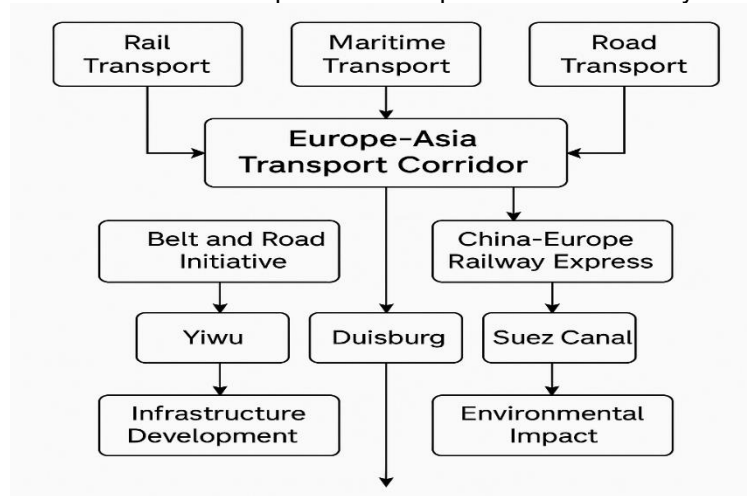 Rail
Transport
Maritime
Transport
Road
Transport
Europe-Asia
Transport Corridor
Belt and Road
Initiative
China-Europe
Railway Express
Yiwu
Duisburg
Suez Canal
Infrastructure
Development
Environmental
Impact